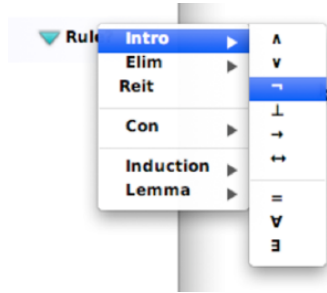 Rule
Intro
Elim
Reit
Con
Induction
Lemma
∧
∨
¬
⊥
→
↔
=
∀
∃